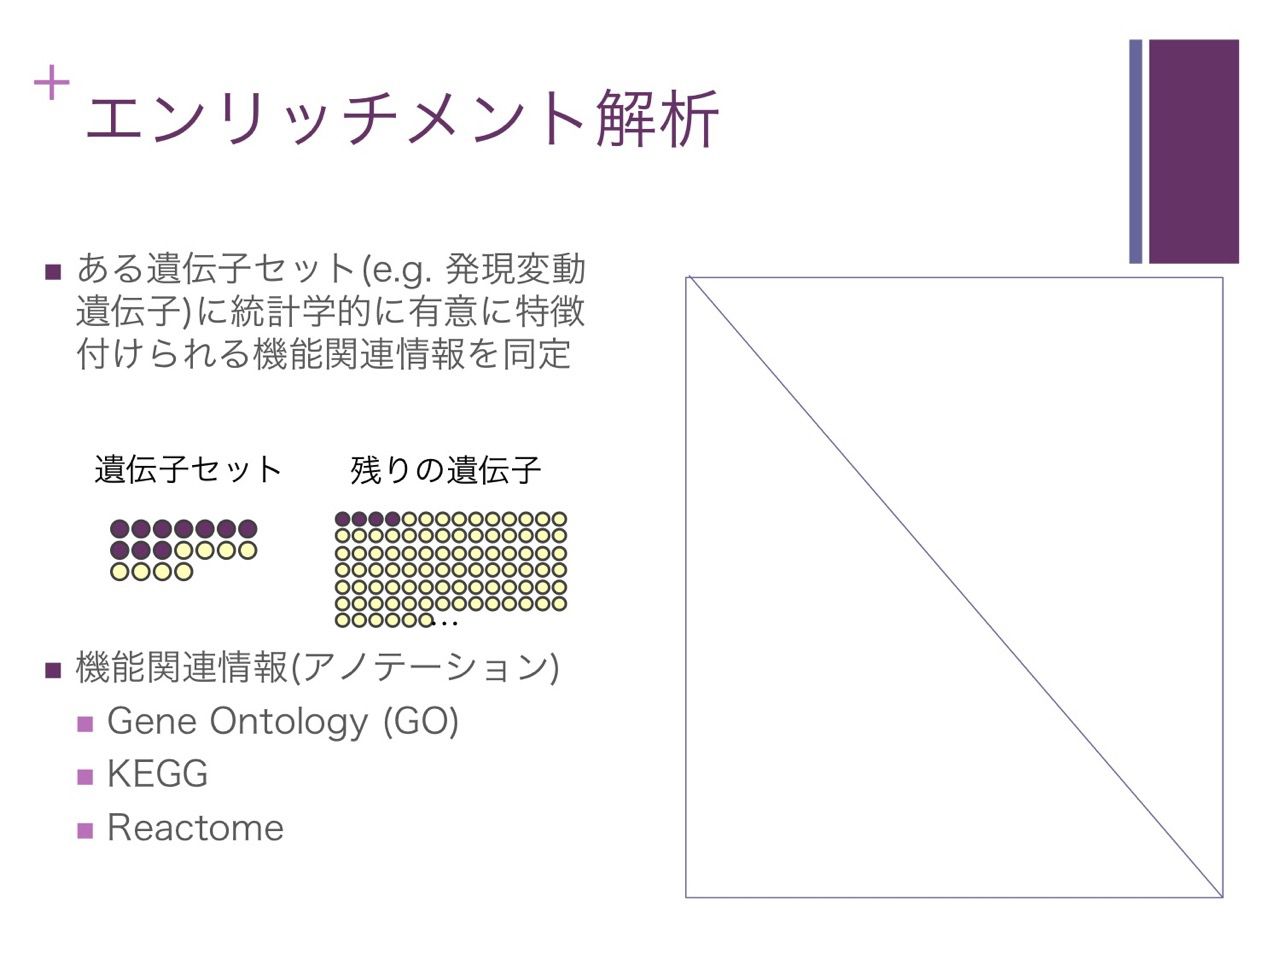 +
エンリッチメント解析
ある遺伝子セット(e.g. 発現変動
遺伝子)に統計学的に有意に特徴
付けられる機能関連情報を同定
遺伝子セット
残りの遺伝子
…
機能関連情報(アノテーション)
Gene Ontology (GO)
KEGG
Reactome